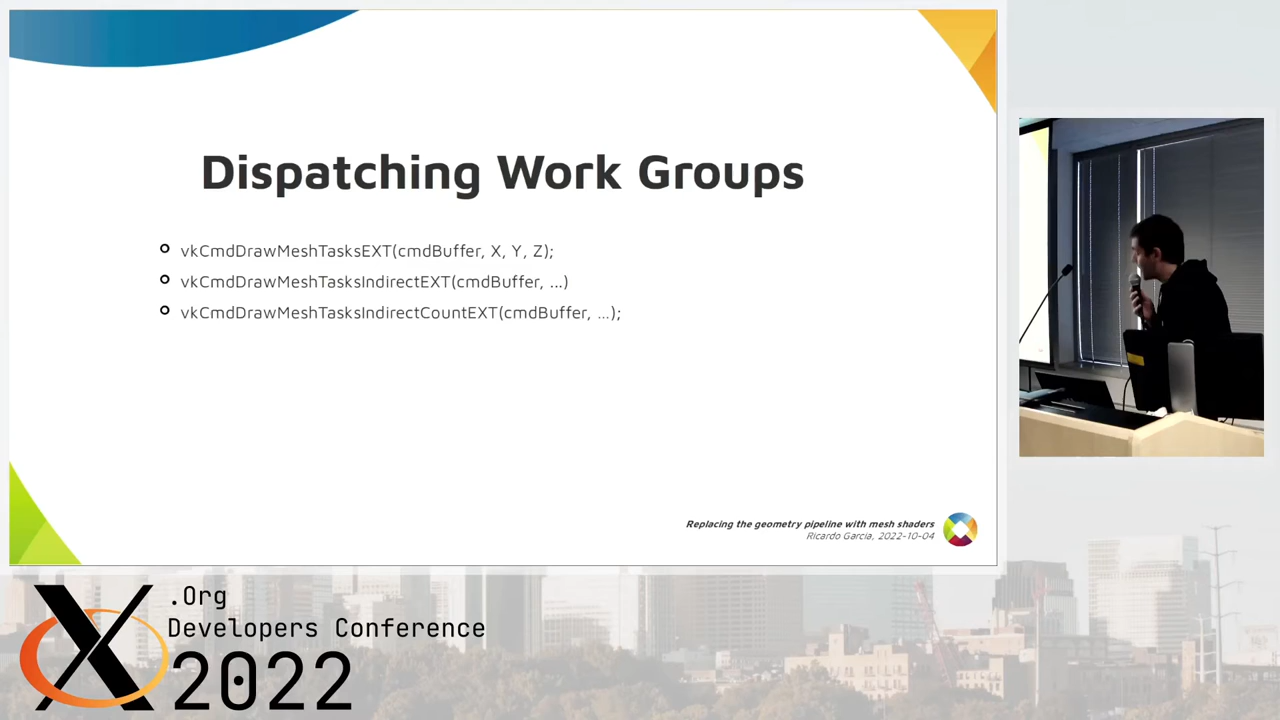 Dispatching Work Groups
vkCmdDrawMeshTasksEXT(cmdBuffer, X, Y, Z);
vkCmdDrawMeshTasksIndirectEXT(cmdBuffer, ...)
vkCmdDrawMeshTasksIndirectCountEXT(cmdBuffer, ...);
Replacing the geometry pipeline with mesh shaders
Ricardo Garcia, 2022-10-04
X.Org
Developers Conference
2022